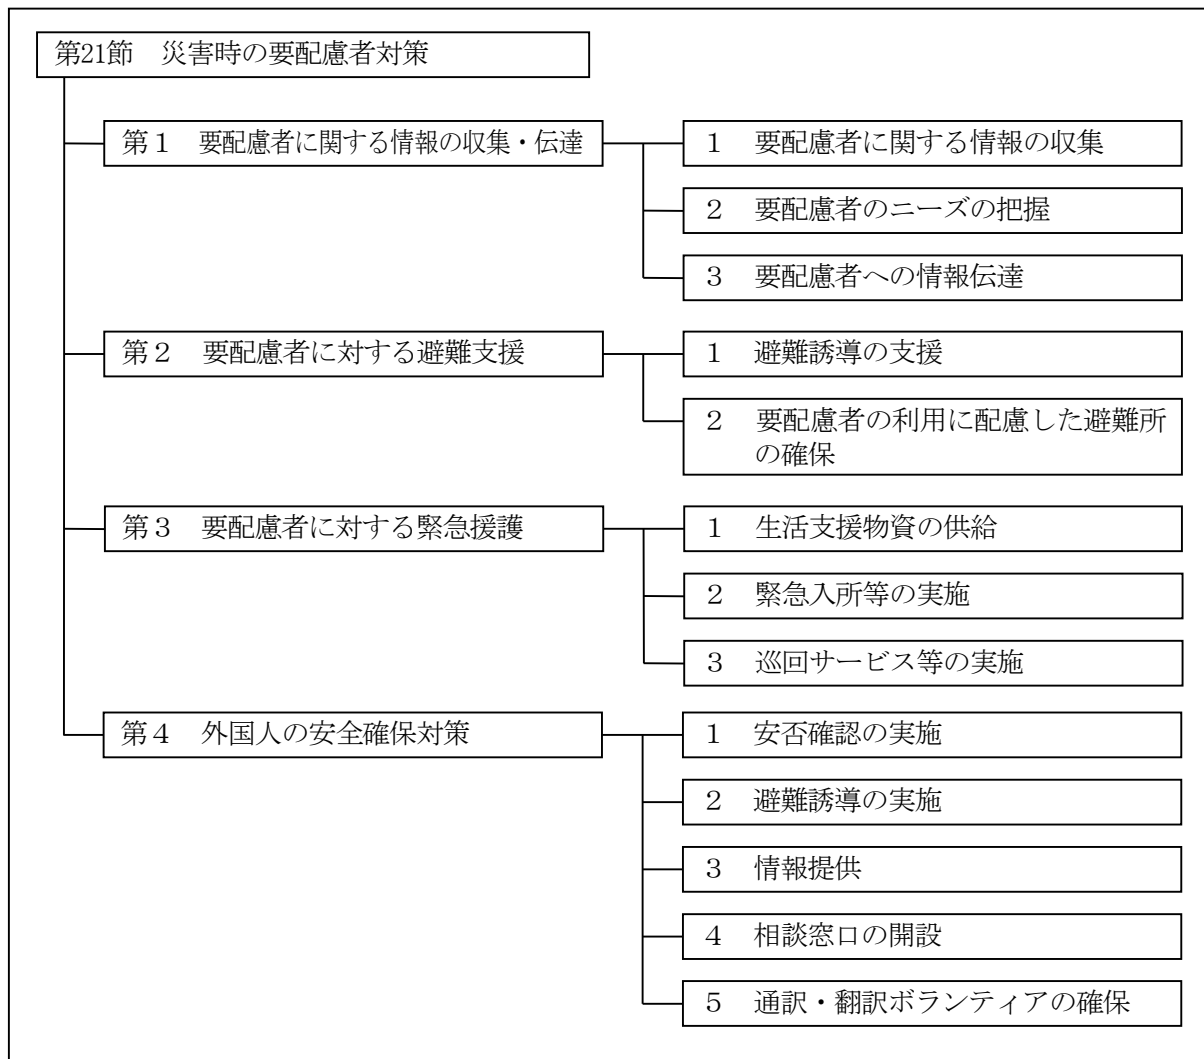 第21節　災害時の要配慮者対策
第１　要配慮者に関する情報の収集・伝達
１　要配慮者に関する情報の収集
２　要配慮者のニーズの把握
３　要配慮者への情報伝達
第２　要配慮者に対する避難支援
１　避難誘導の支援
２　要配慮者の利用に配慮した避難所
の確保
第３　要配慮者に対する緊急援護
１　生活支援物資の供給
２　緊急入所等の実施
３　巡回サービス等の実施
第４　外国人の安全確保対策
１　安否確認の実施
２　避難誘導の実施
３　情報提供
４　相談窓口の開設
５　通訳・翻訳ボランティアの確保